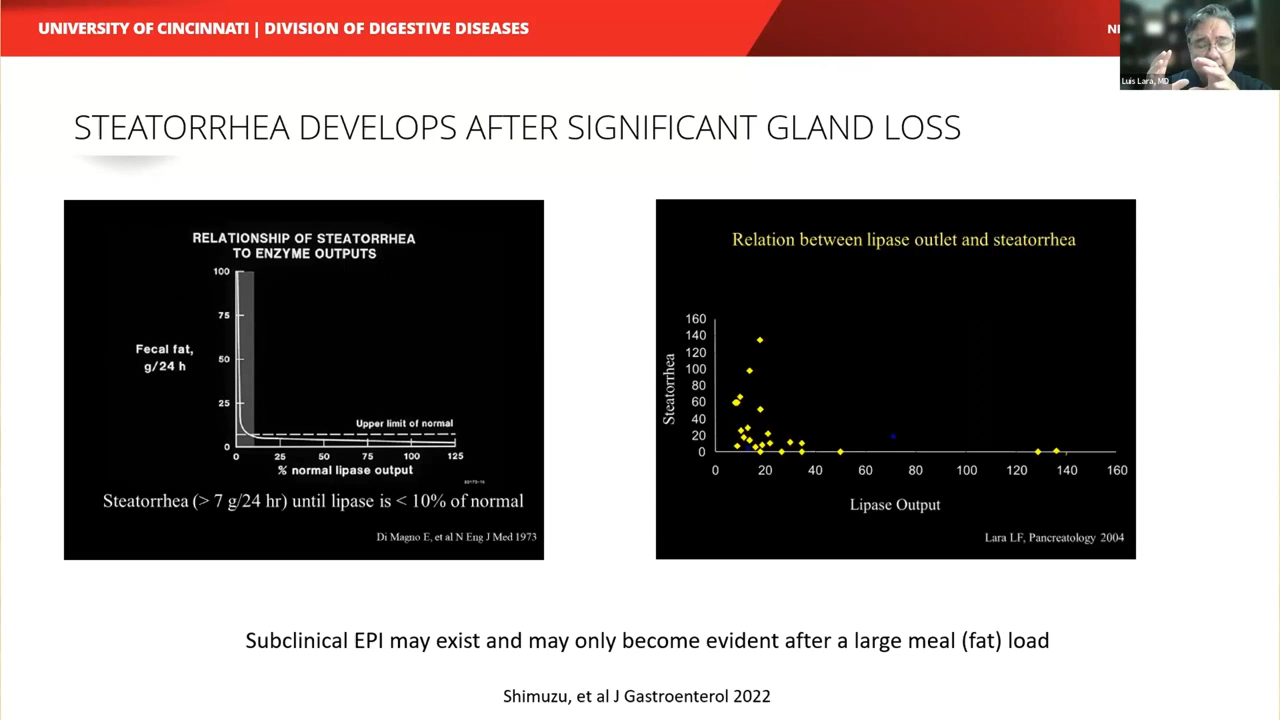 UNIVERSITY OF CINCINNATI | DIVISION OF DIGESTIVE DISEASES
Luis Lara, MD
STEATORRHEA DEVELOPS AFTER SIGNIFICANT GLAND LOSS
RELATIONSHIP OF STEATORRHEA
TO ENZYME OUTPUTS
100
75
Fecal fat,
g/24 h
50
25
Upper limit of normal
0
0 25 50 75 100 125
% normal lipase output
Steatorrhea (> 7 g/24 hr) until lipase is < 10% of normal
Di Magno E, et al N Eng J Med 1973
Relation between lipase outlet and steatorrhea
Steatorrhea
160
140
120
100
80
60
40
20
0
0 20 40 60 80 100 120 140 160
Lipase Output
Lara LF, Pancreatology 2004
Subclinical EPI may exist and may only become evident after a large meal (fat) load
Shimuzu, et al J Gastroenterol 2022